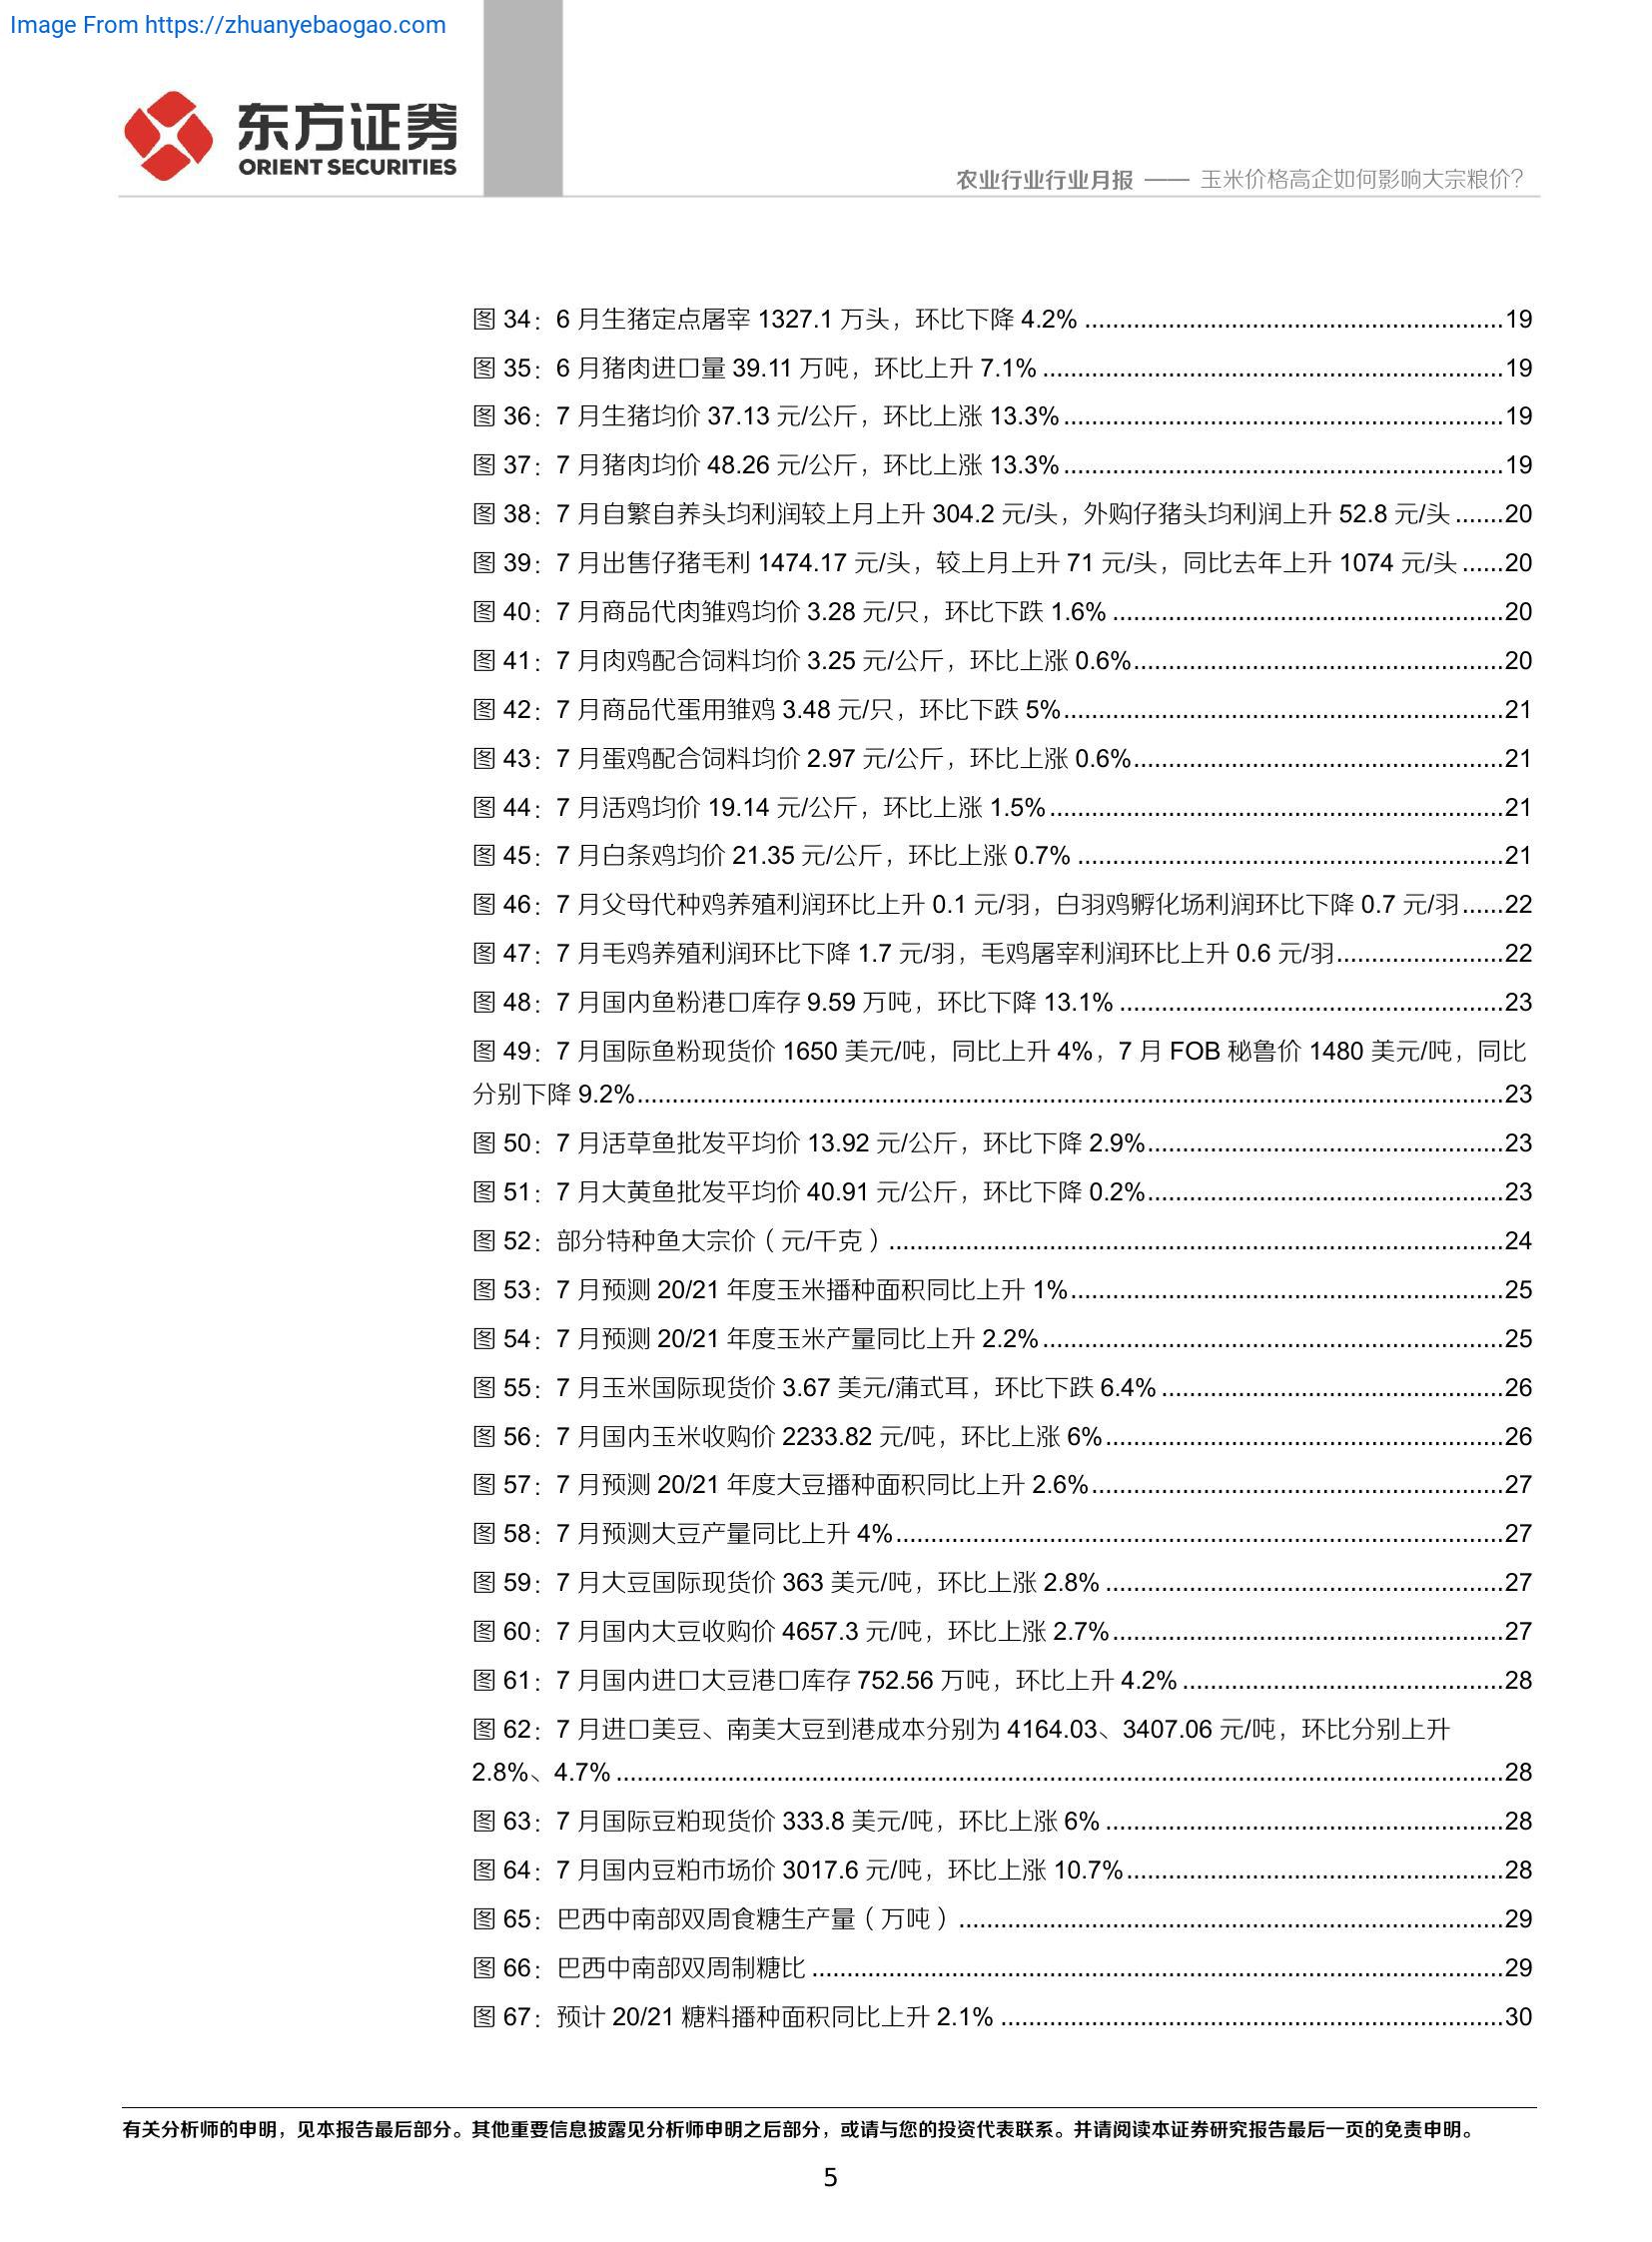 Image From https://zhuanyebaogao.com
东方证券
ORIENT SECURITIES
农业行业行业月报 —— 玉米价格高企如何影响大宗粮价？
图 34：6 月生猪定点屠宰 1327.1 万头，环比下降 4.2% ............................................................19
图 35：6 月猪肉进口量 39.11 万吨，环比上升 7.1% ..................................................................19
图 36：7 月生猪均价 37.13 元/公斤，环比上涨 13.3%...............................................................19
图 37：7 月猪肉均价 48.26 元/公斤，环比上涨 13.3%...............................................................19
图 38：7 月自繁自养头均利润较上月上升 304.2 元/头，外购仔猪头均利润上升 52.8 元/头 .......20
图 39：7 月出售仔猪毛利 1474.17 元/头，较上月上升 71 元/头，同比去年上升 1074 元/头 ......20
图 40：7 月商品代肉雏鸡均价 3.28 元/只，环比下跌 1.6% ........................................................20
图 41：7 月肉鸡配合饲料均价 3.25 元/公斤，环比上涨 0.6%.....................................................20
图 42：7 月商品代蛋用雏鸡 3.48 元/只，环比下跌 5%...............................................................21
图 43：7 月蛋鸡配合饲料均价 2.97 元/公斤，环比上涨 0.6%.....................................................21
图 44：7 月活鸡均价 19.14 元/公斤，环比上涨 1.5%.................................................................21
图 45：7 月白条鸡均价 21.35 元/公斤，环比上涨 0.7% .............................................................21
图 46：7 月父母代种鸡养殖利润环比上升 0.1 元/羽，白羽鸡孵化场利润环比下降 0.7 元/羽......22
图 47：7 月毛鸡养殖利润环比下降 1.7 元/羽，毛鸡屠宰利润环比上升 0.6 元/羽........................22
图 48：7 月国内鱼粉港口库存 9.59 万吨，环比下降 13.1% .......................................................23
图 49：7 月国际鱼粉现货价 1650 美元/吨，同比上升 4%，7 月 FOB 秘鲁价 1480 美元/吨，同比
分别下降 9.2%............................................................................................................................23
图 50：7 月活草鱼批发平均价 13.92 元/公斤，环比下降 2.9%...................................................23
图 51：7 月大黄鱼批发平均价 40.91 元/公斤，环比下降 0.2%...................................................23
图 52：部分特种鱼大宗价（元/千克）........................................................................................24
图 53：7 月预测 20/21 年度玉米播种面积同比上升 1%..............................................................25
图 54：7 月预测 20/21 年度玉米产量同比上升 2.2%..................................................................25
图 55：7 月玉米国际现货价 3.67 美元/蒲式耳，环比下跌 6.4% .................................................26
图 56：7 月国内玉米收购价 2233.82 元/吨，环比上涨 6%.........................................................26
图 57：7 月预测 20/21 年度大豆播种面积同比上升 2.6%...........................................................27
图 58：7 月预测大豆产量同比上升 4%.......................................................................................27
图 59：7 月大豆国际现货价 363 美元/吨，环比上涨 2.8% .........................................................27
图 60：7 月国内大豆收购价 4657.3 元/吨，环比上涨 2.7%........................................................27
图 61：7 月国内进口大豆港口库存 752.56 万吨，环比上升 4.2% ..............................................28
图 62：7 月进口美豆、南美大豆到港成本分别为 4164.03、3407.06 元/吨，环比分别上升
2.8%、4.7% ...............................................................................................................................28
图 63：7 月国际豆粕现货价 333.8 美元/吨，环比上涨 6% .........................................................28
图 64：7 月国内豆粕市场价 3017.6 元/吨，环比上涨 10.7%......................................................28
图 65：巴西中南部双周食糖生产量（万吨）..............................................................................29
图 66：巴西中南部双周制糖比 ...................................................................................................29
图 67：预计 20/21 糖料播种面积同比上升 2.1% ........................................................................30
有关分析师的申明，见本报告最后部分。其他重要信息披露见分析师申明之后部分，或请与您的投资代表联系。并请阅读本证券研究报告最后一页的免责申明。
5